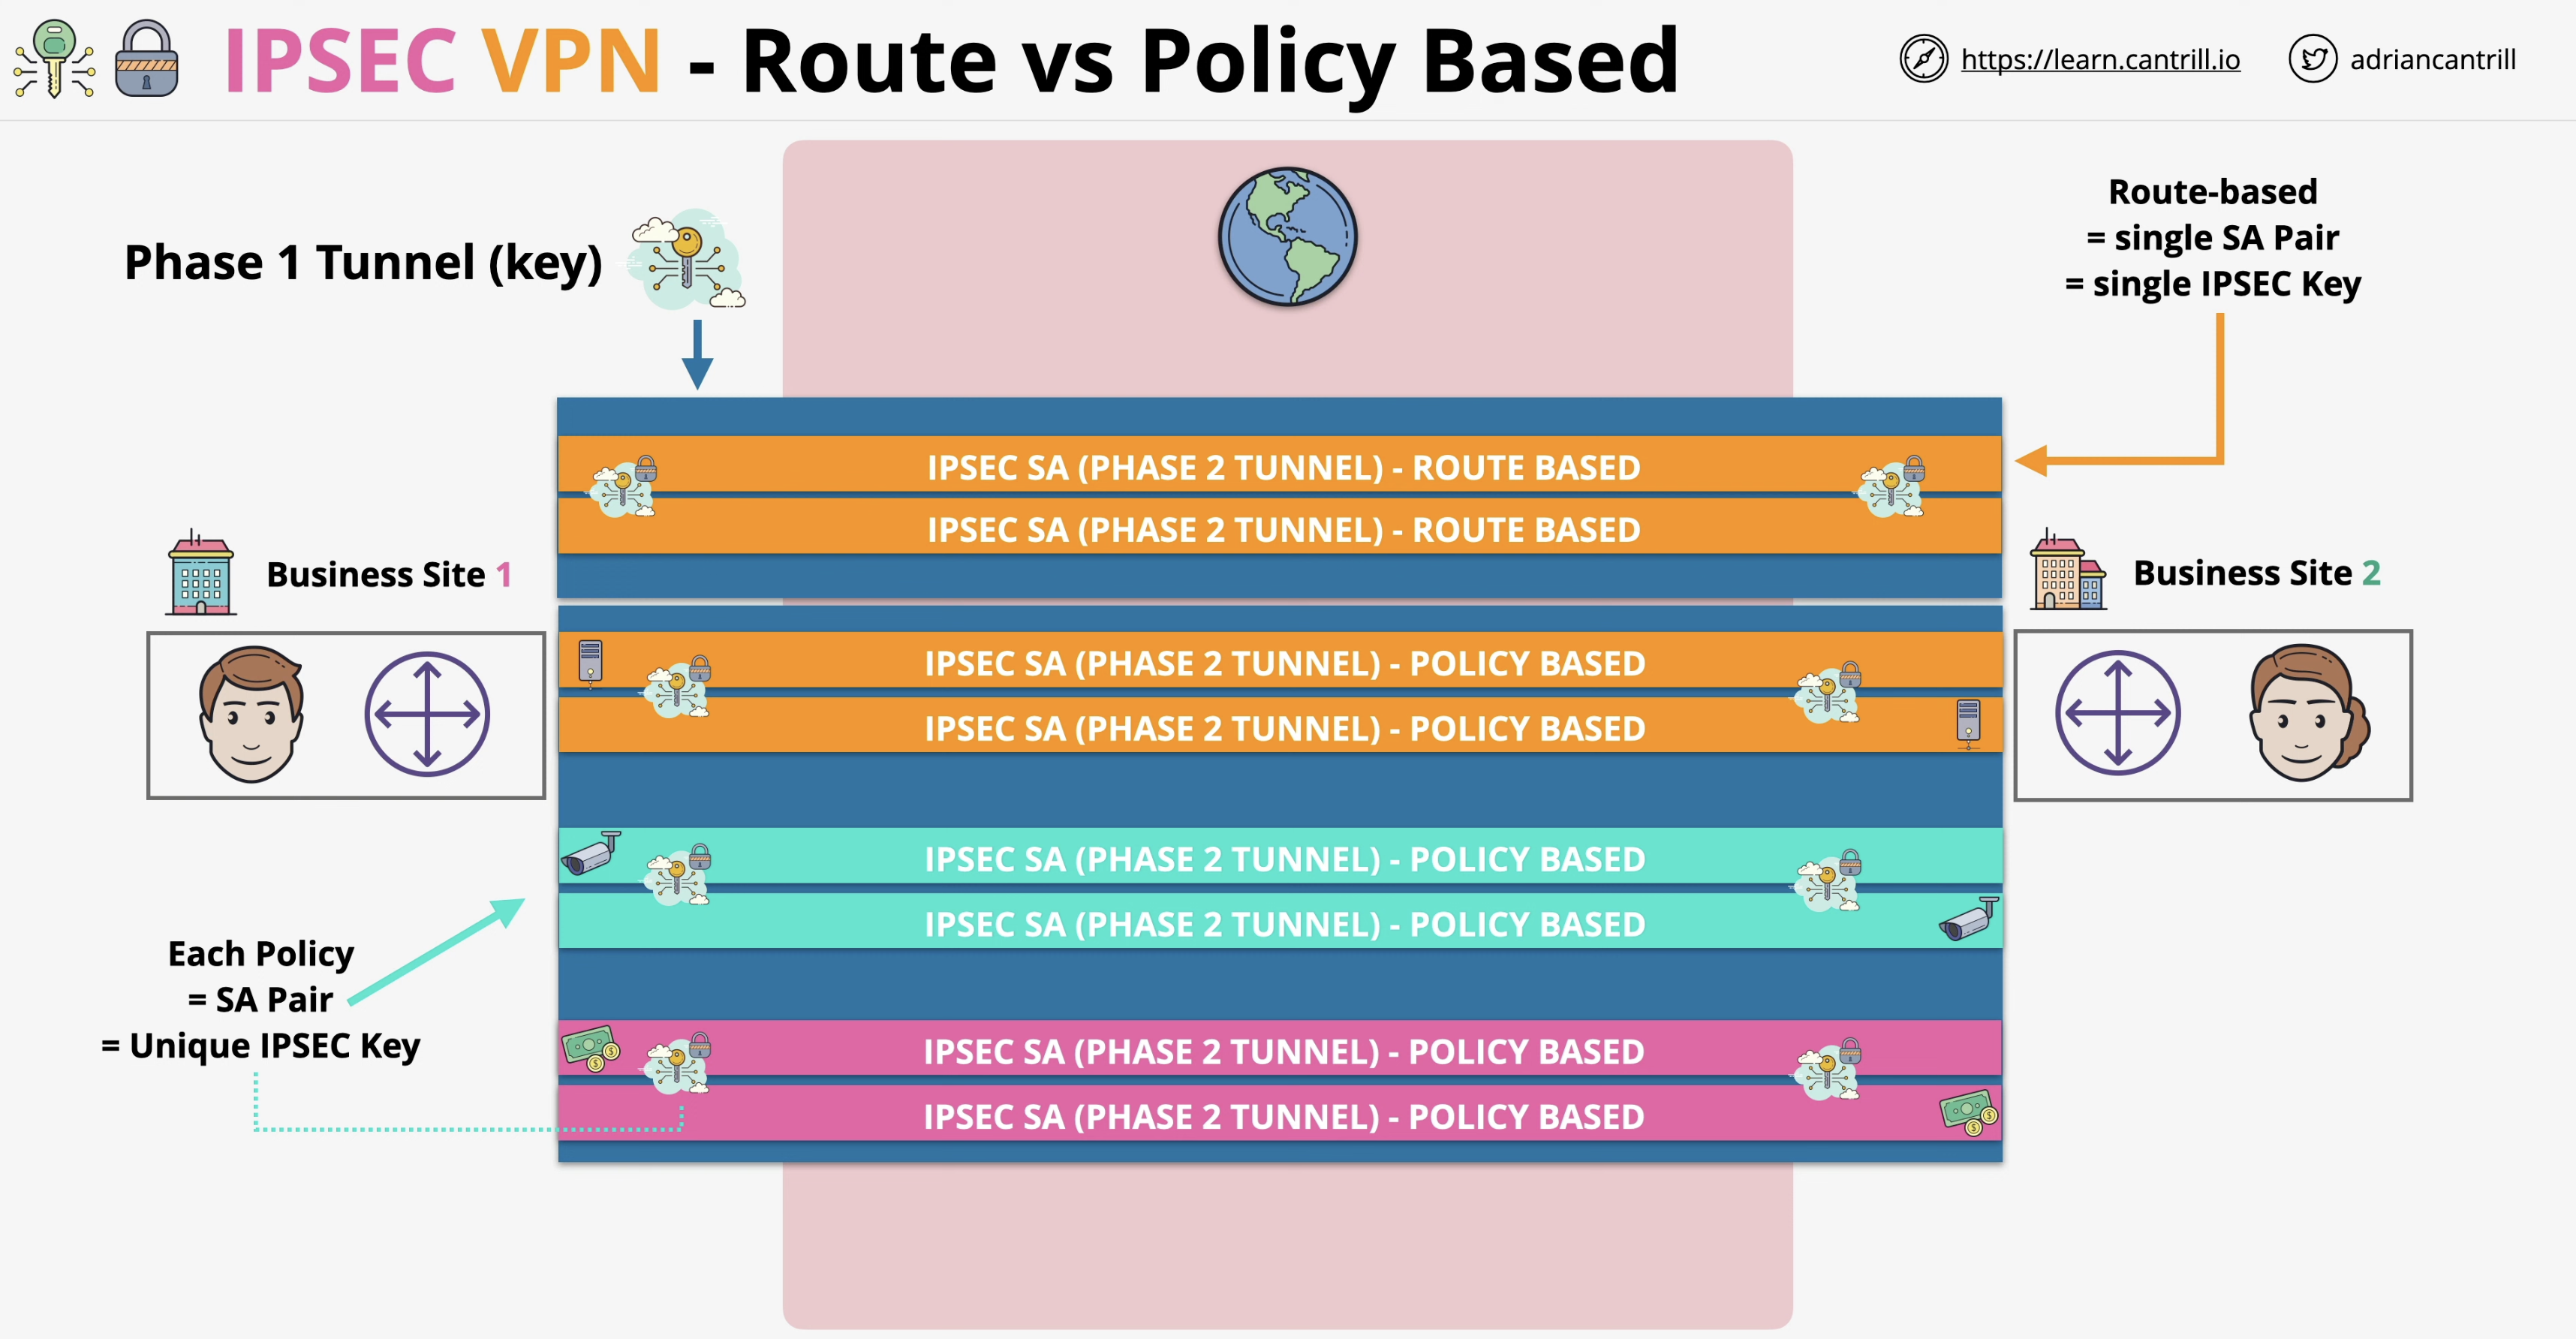 IPSEC VPN - Route vs Policy Based
https://learn.cantrill.io
adriancantrill
Phase 1 Tunnel (key)
Route-based
= single SA Pair
= single IPSEC Key
IPSEC SA (PHASE 2 TUNNEL) - ROUTE BASED
IPSEC SA (PHASE 2 TUNNEL) - ROUTE BASED
Business Site 1
Business Site 2
IPSEC SA (PHASE 2 TUNNEL) - POLICY BASED
IPSEC SA (PHASE 2 TUNNEL) - POLICY BASED
IPSEC SA (PHASE 2 TUNNEL) - POLICY BASED
IPSEC SA (PHASE 2 TUNNEL) - POLICY BASED
Each Policy
= SA Pair
= Unique IPSEC Key
IPSEC SA (PHASE 2 TUNNEL) - POLICY BASED
IPSEC SA (PHASE 2 TUNNEL) - POLICY BASED